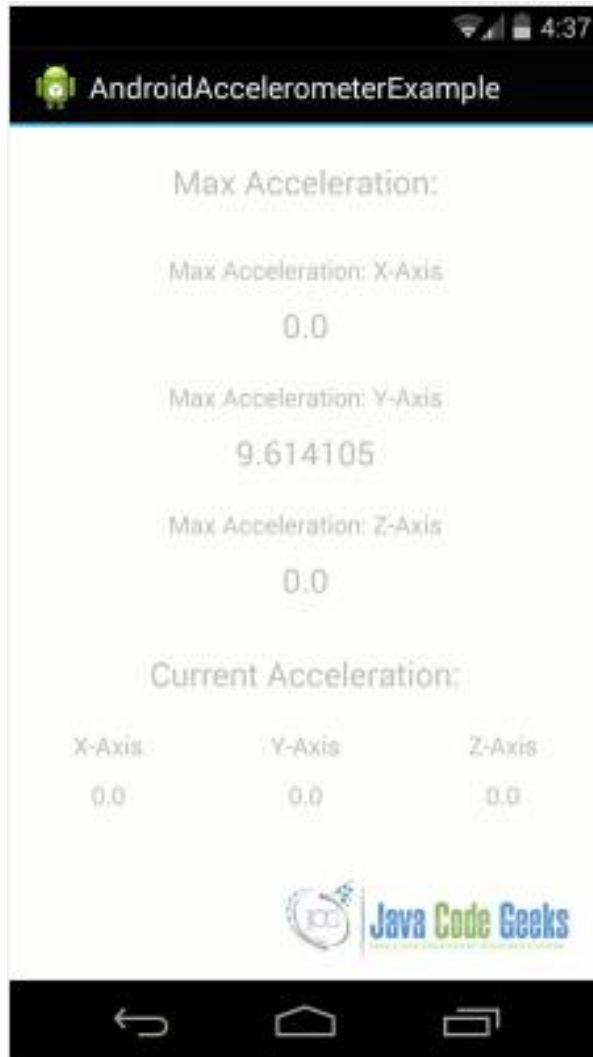 4:37
AndroidAccelerometerExample
Max Acceleration:
Max Acceleration: X-Axis
0.0
Max Acceleration: Y-Axis
9.614105
Max Acceleration: Z-Axis
0.0
Current Acceleration:
X-Axis Y-Axis Z-Axis
0.0 0.0 0.0
Java Code Geeks